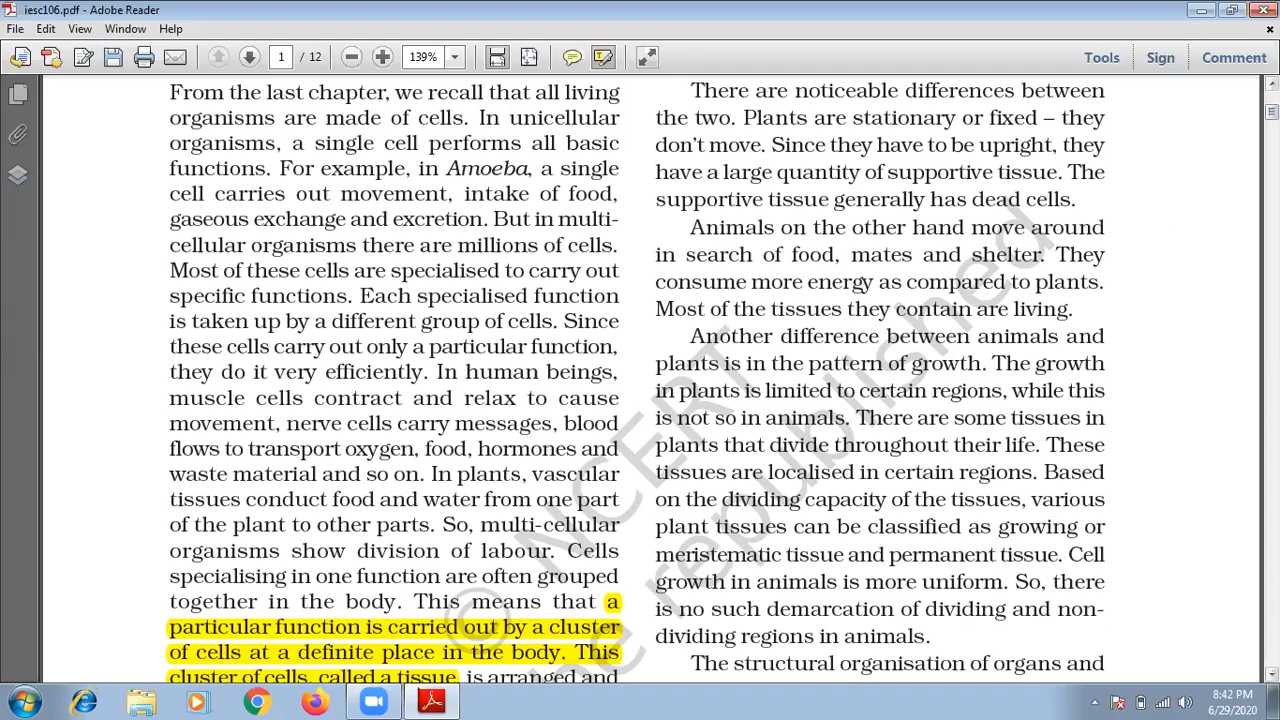 iesc106.pdf - Adobe Reader
File Edit View Window Help
1 / 12 139% Tools Sign Comment
From the last chapter, we recall that all living
organisms are made of cells. In unicellular
organisms, a single cell performs all basic
functions. For example, in Amoeba, a single
cell carries out movement, intake of food,
gaseous exchange and excretion. But in multi-
cellular organisms there are millions of cells.
Most of these cells are specialised to carry out
specific functions. Each specialised function
is taken up by a different group of cells. Since
these cells carry out only a particular function,
they do it very efficiently. In human beings,
muscle cells contract and relax to cause
movement, nerve cells carry messages, blood
flows to transport oxygen, food, hormones and
waste material and so on. In plants, vascular
tissues conduct food and water from one part
of the plant to other parts. So, multi-cellular
organisms show division of labour. Cells
specialising in one function are often grouped
together in the body. This means that a
particular function is carried out by a cluster
of cells at a definite place in the body. This
cluster of cells, called a tissue, is arranged and
There are noticeable differences between
the two. Plants are stationary or fixed – they
don't move. Since they have to be upright, they
have a large quantity of supportive tissue. The
supportive tissue generally has dead cells.
Animals on the other hand move around
in search of food, mates and shelter. They
consume more energy as compared to plants.
Most of the tissues they contain are living.
Another difference between animals and
plants is in the pattern of growth. The growth
in plants is limited to certain regions, while this
is not so in animals. There are some tissues in
plants that divide throughout their life. These
tissues are localised in certain regions. Based
on the dividing capacity of the tissues, various
plant tissues can be classified as growing or
meristematic tissue and permanent tissue. Cell
growth in animals is more uniform. So, there
is no such demarcation of dividing and non-
dividing regions in animals.
The structural organisation of organs and
© NCERT
be republished
8:42 PM
6/29/2020